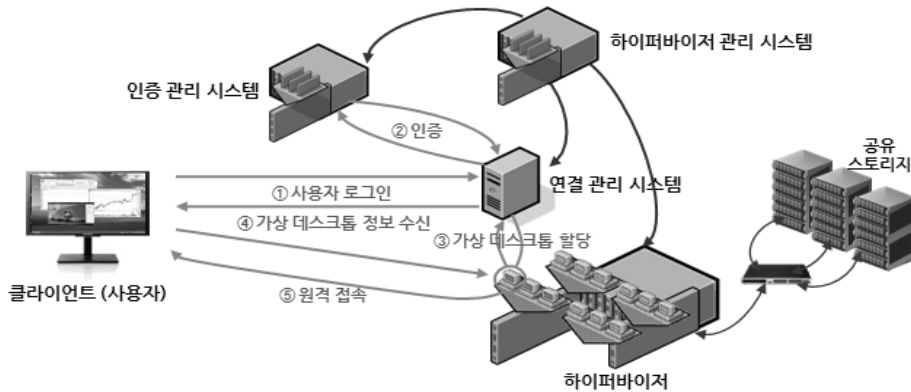 하이퍼바이저 관리 시스템
인증 관리 시스템
② 인증
공유
스토리지
연결 관리 시스템
① 사용자 로그인
④ 가상 데스크톱 정보 수신
③ 가상 데스크톱 할당
클라이언트 (사용자)
⑤ 원격 접속
하이퍼바이저